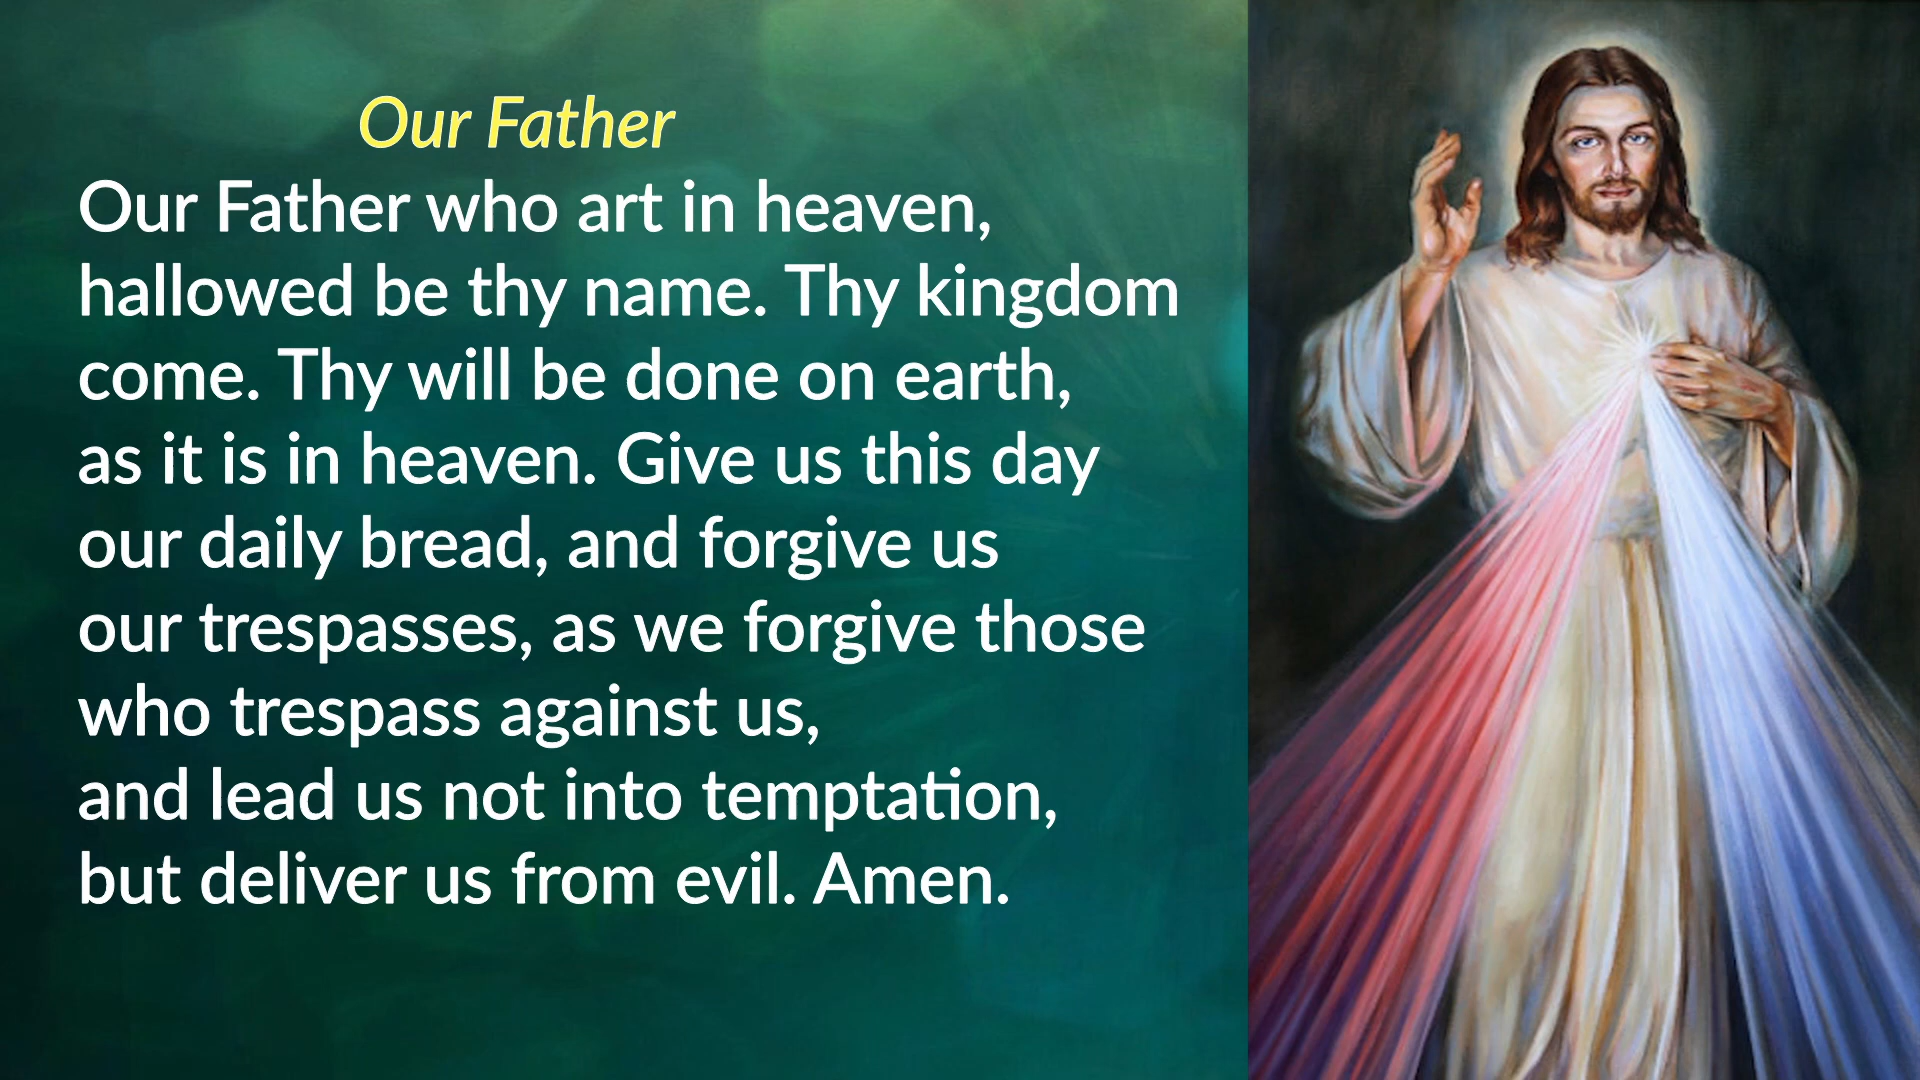 Our Father
Our Father who art in heaven,
hallowed be thy name. Thy kingdom
come. Thy will be done on earth,
as it is in heaven. Give us this day
our daily bread, and forgive us
our trespasses, as we forgive those
who trespass against us,
and lead us not into temptation,
but deliver us from evil. Amen.